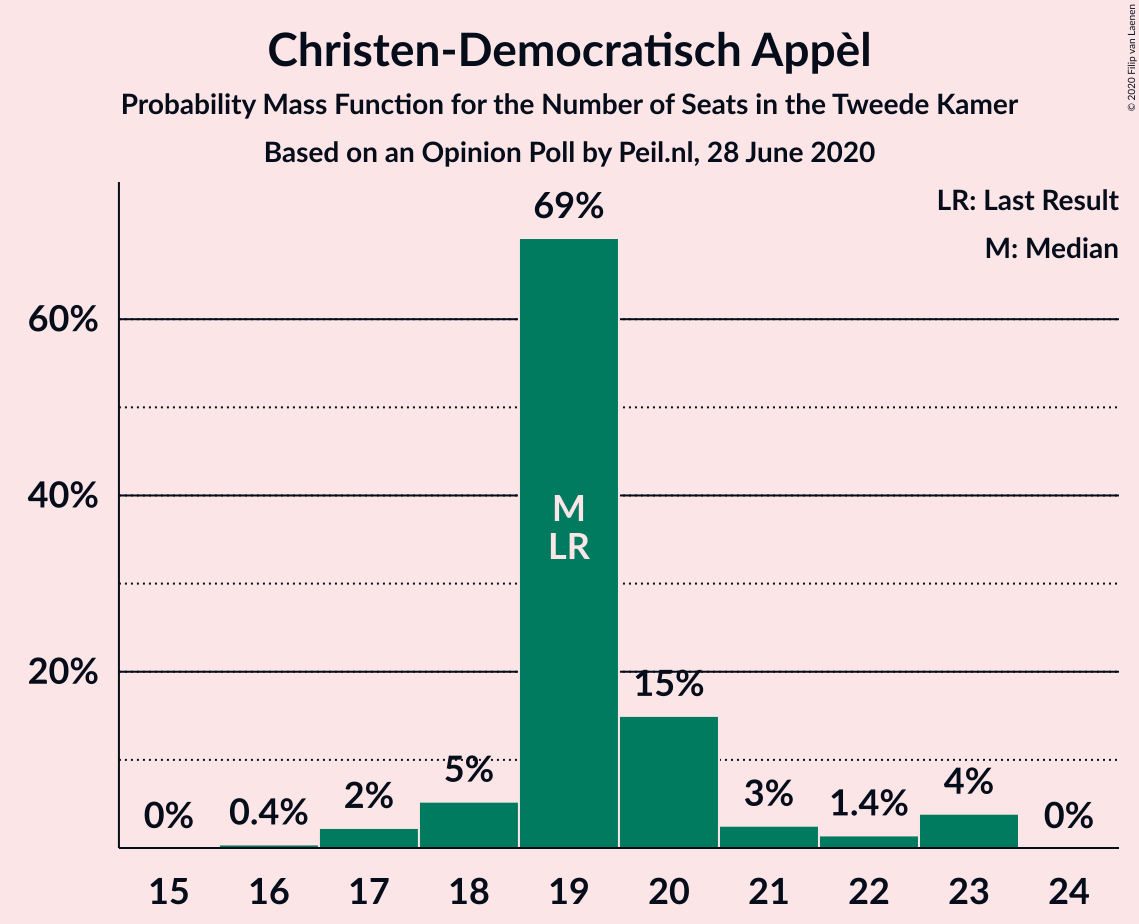 Christen-Democratisch Appèl
Probability Mass Function for the Number of Seats in the Tweede Kamer
Based on an Opinion Poll by Peil.nl, 28 June 2020
© 2020 Filip van Laenen
LR: Last Result
M: Median
60%
40%
20%
0%
0.4%
2%
5%
69%
M
LR
15%
3%
1.4%
4%
0%
15 16 17 18 19 20 21 22 23 24